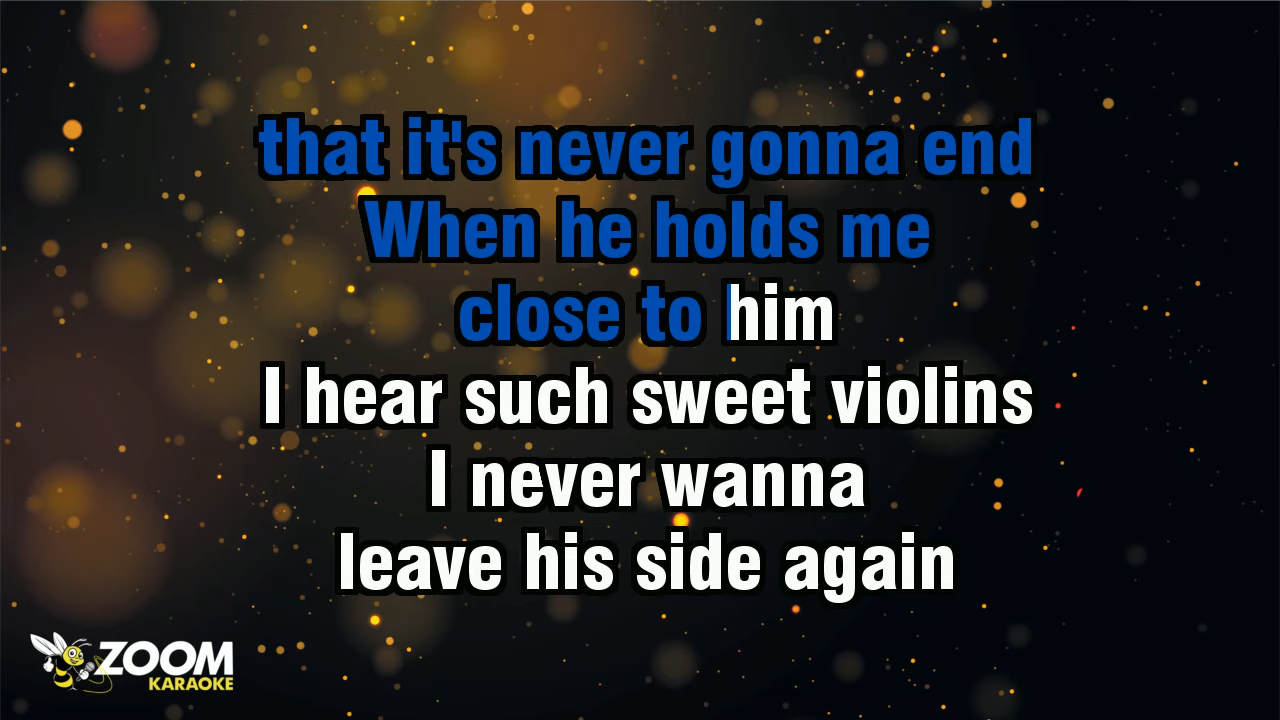 that it's never gonna end
When he holds me
close to him
I hear such sweet violins
I never wanna
leave his side again
ZOOM
KARAOKE